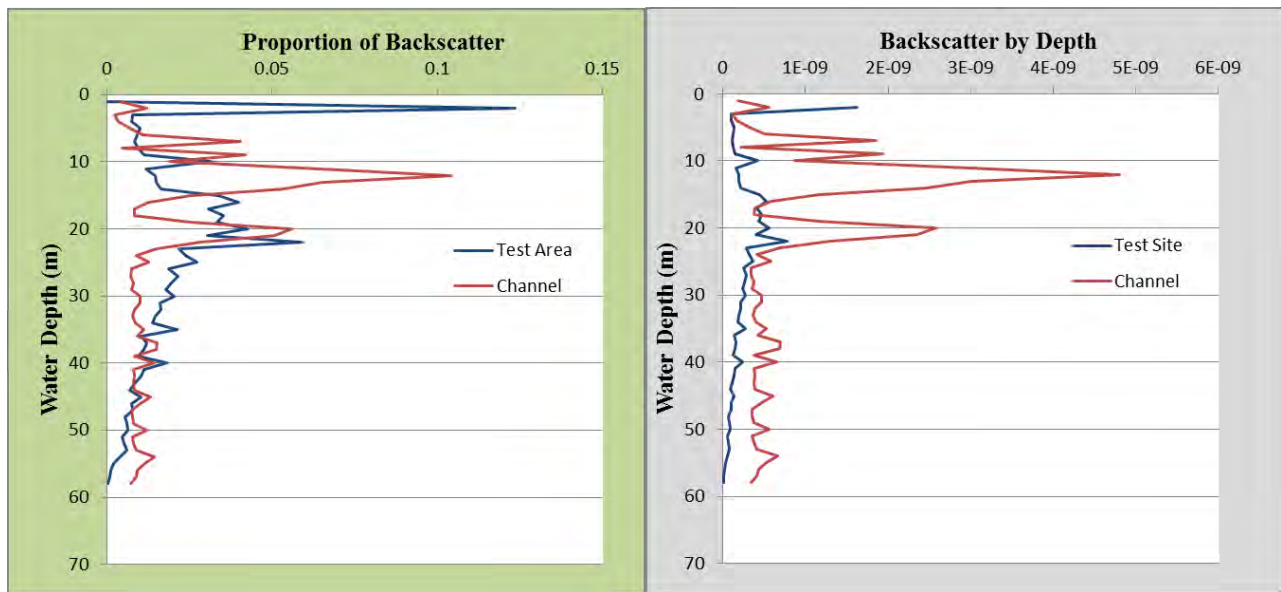 Proportion of Backscatter
0 0.05 0.1 0.15
0
10
20
30
40
50
60
70
Water Depth (m)
Test Area
Channel
Backscatter by Depth
0 1E-09 2E-09 3E-09 4E-09 5E-09 6E-09
0
10
20
30
40
50
60
70
Water Depth (m)
Test Site
Channel